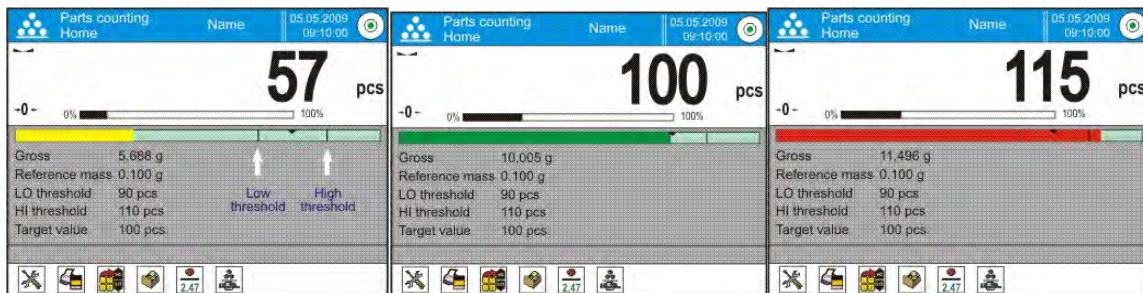 Parts counting
Home
Name
05.05.2009
09:10:00
57 pcs
→0←
0%
100%
Gross 5.688 g
Reference mass 0.100 g
LO threshold 90 pcs
HI threshold 110 pcs
Target value 100 pcs
Low threshold
High threshold
2.47
Parts counting
Home
Name
05.05.2009
09:10:00
100 pcs
→0←
0%
100%
Gross 10.005 g
Reference mass 0.100 g
LO threshold 90 pcs
HI threshold 110 pcs
Target value 100 pcs
2.47
Parts counting
Home
Name
05.05.2009
09:10:00
115 pcs
→0←
0%
100%
Gross 11.496 g
Reference mass 0.100 g
LO threshold 90 pcs
HI threshold 110 pcs
Target value 100 pcs
2.47